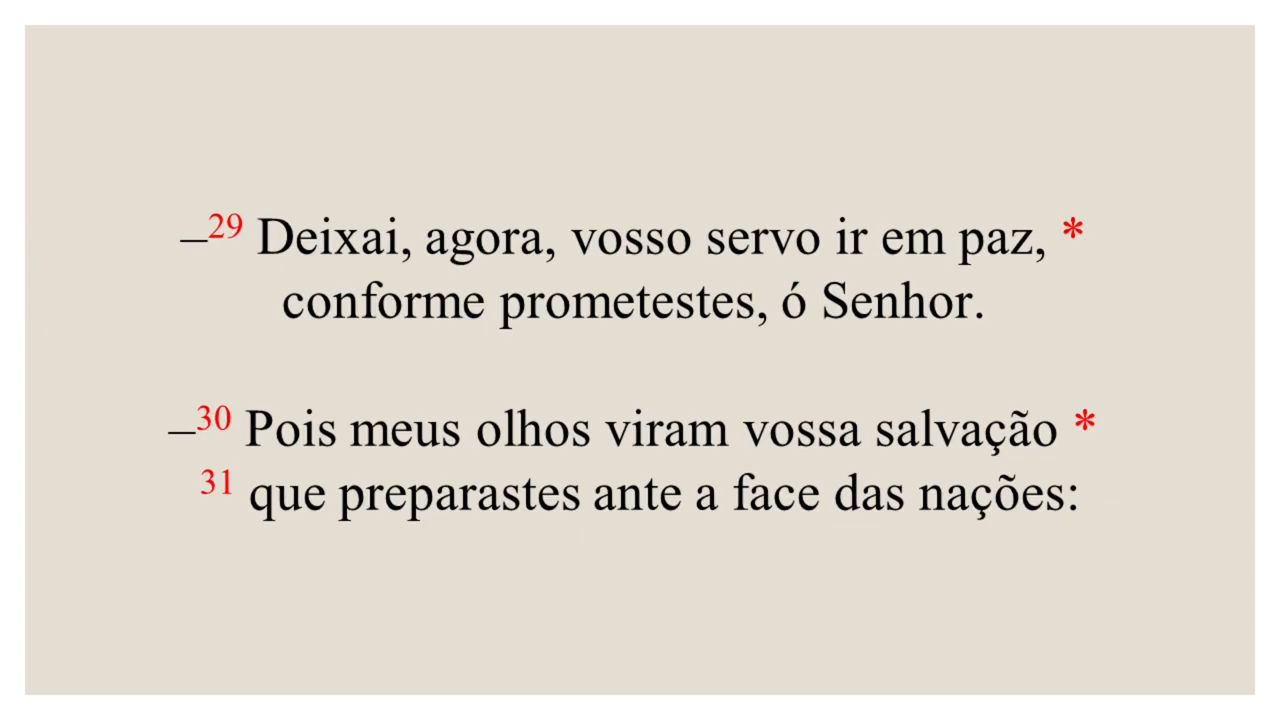 –29 Deixai, agora, vosso servo ir em paz, *
conforme prometestes, ó Senhor.
–30 Pois meus olhos viram vossa salvação *
31 que preparastes ante a face das nações: